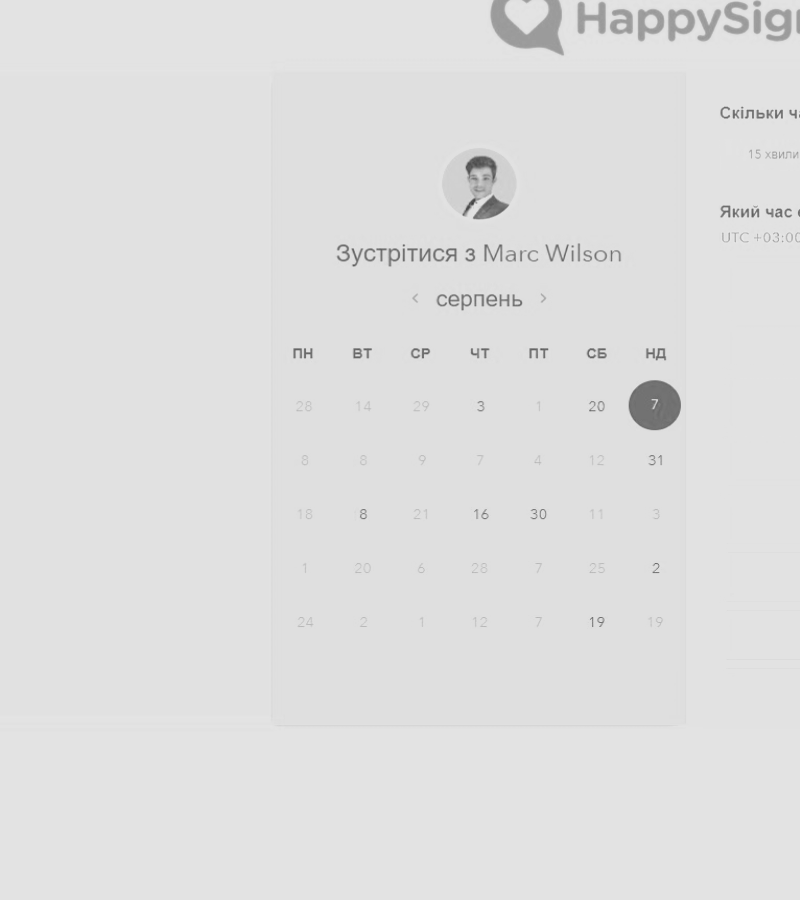 HappySig
Скільки
15 хвили
Зустрітися з Marc Wilson
Який час
UTC +03:00
< серпень >
ПН ВТ СР ЧТ ПТ СБ НД
28 14 29 3 1 20 7
8 8 9 7 4 12 31
18 8 21 16 30 11 3
1 20 6 28 7 25 2
24 2 1 12 7 19 19